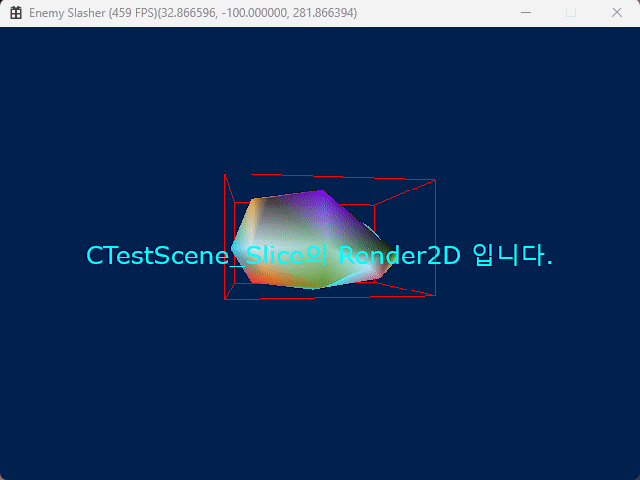 Enemy Slasher (459 FPS)(32.866596, -100.000000, 281.866394)
CTestScene_Slice의 Render2D 입니다.